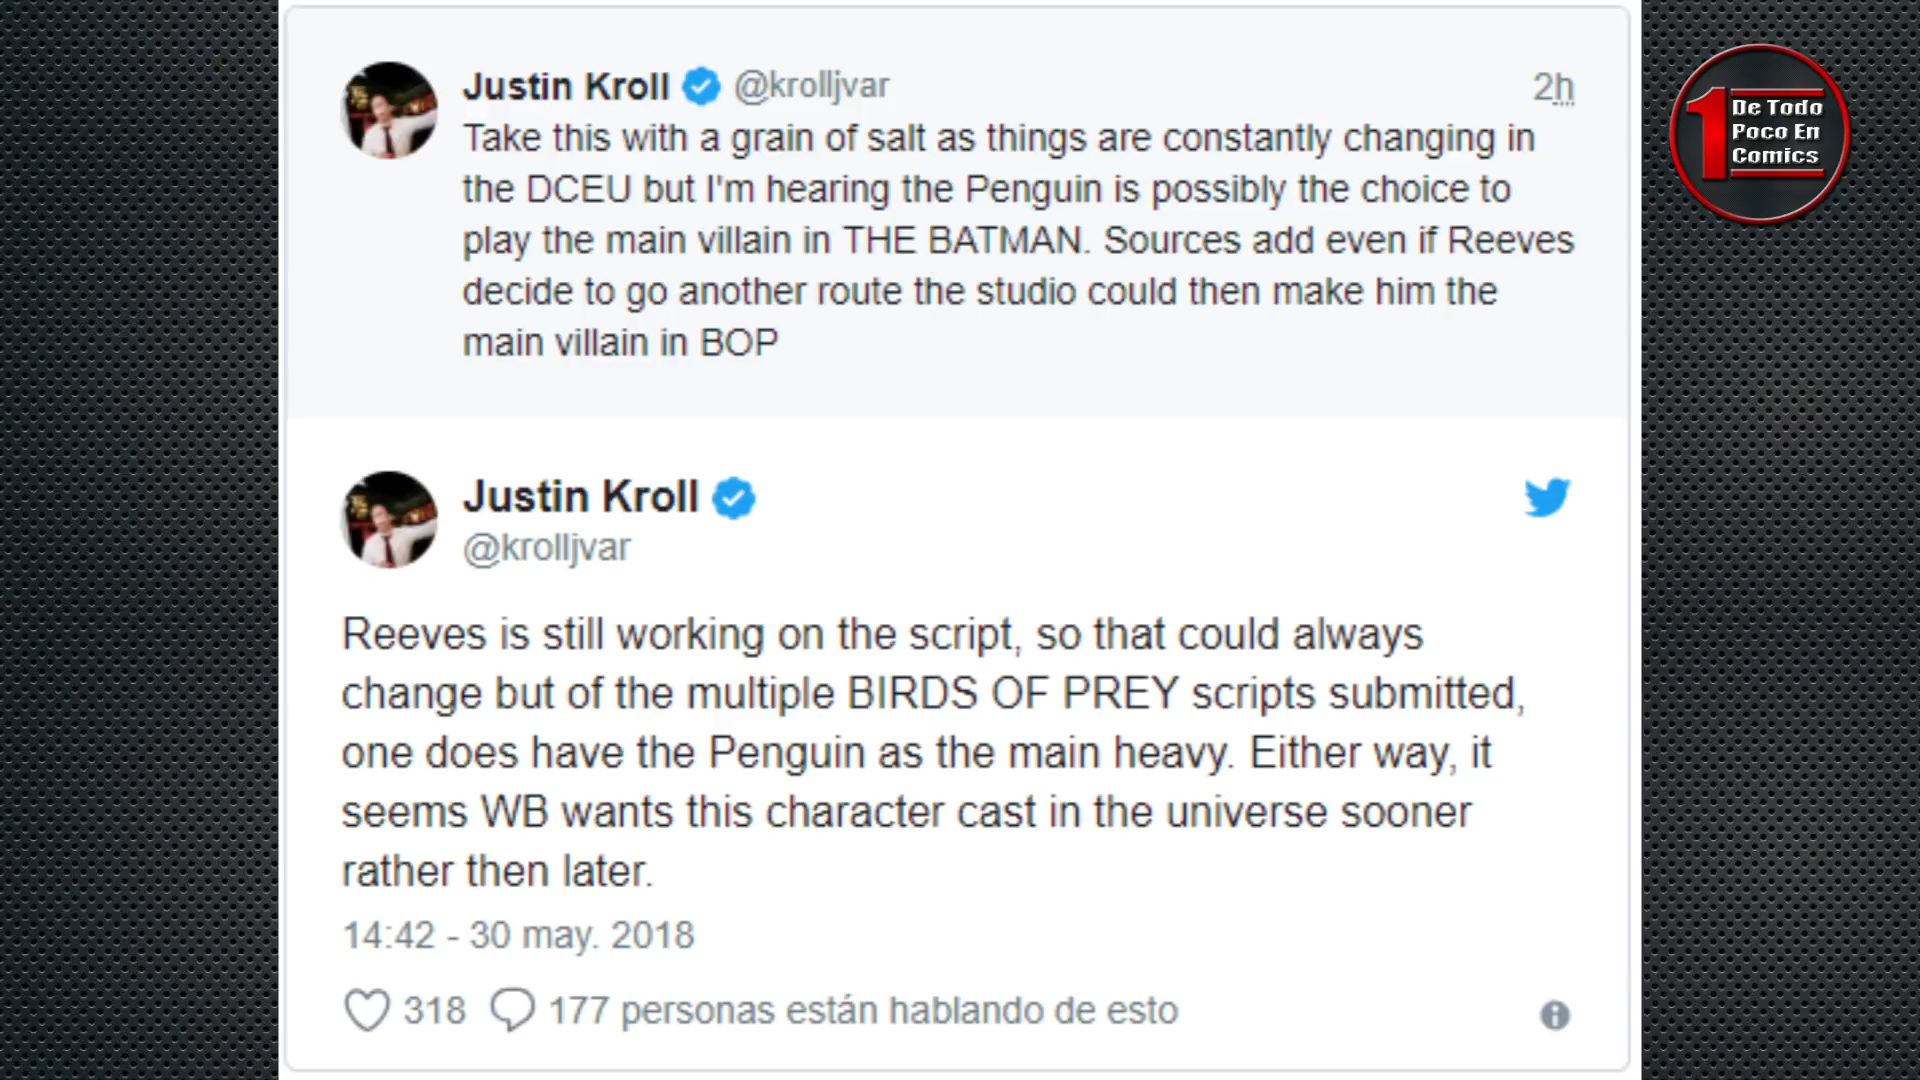 Justin Kroll @krolljvar 2h
Take this with a grain of salt as things are constantly changing in
the DCEU but I'm hearing the Penguin is possibly the choice to
play the main villain in THE BATMAN. Sources add even if Reeves
decide to go another route the studio could then make him the
main villain in BOP
Justin Kroll
@krolljvar
Reeves is still working on the script, so that could always
change but of the multiple BIRDS OF PREY scripts submitted,
one does have the Penguin as the main heavy. Either way, it
seems WB wants this character cast in the universe sooner
rather then later.
14:42 - 30 may. 2018
318 177 personas están hablando de esto
1
De Todo
Poco En
Comics